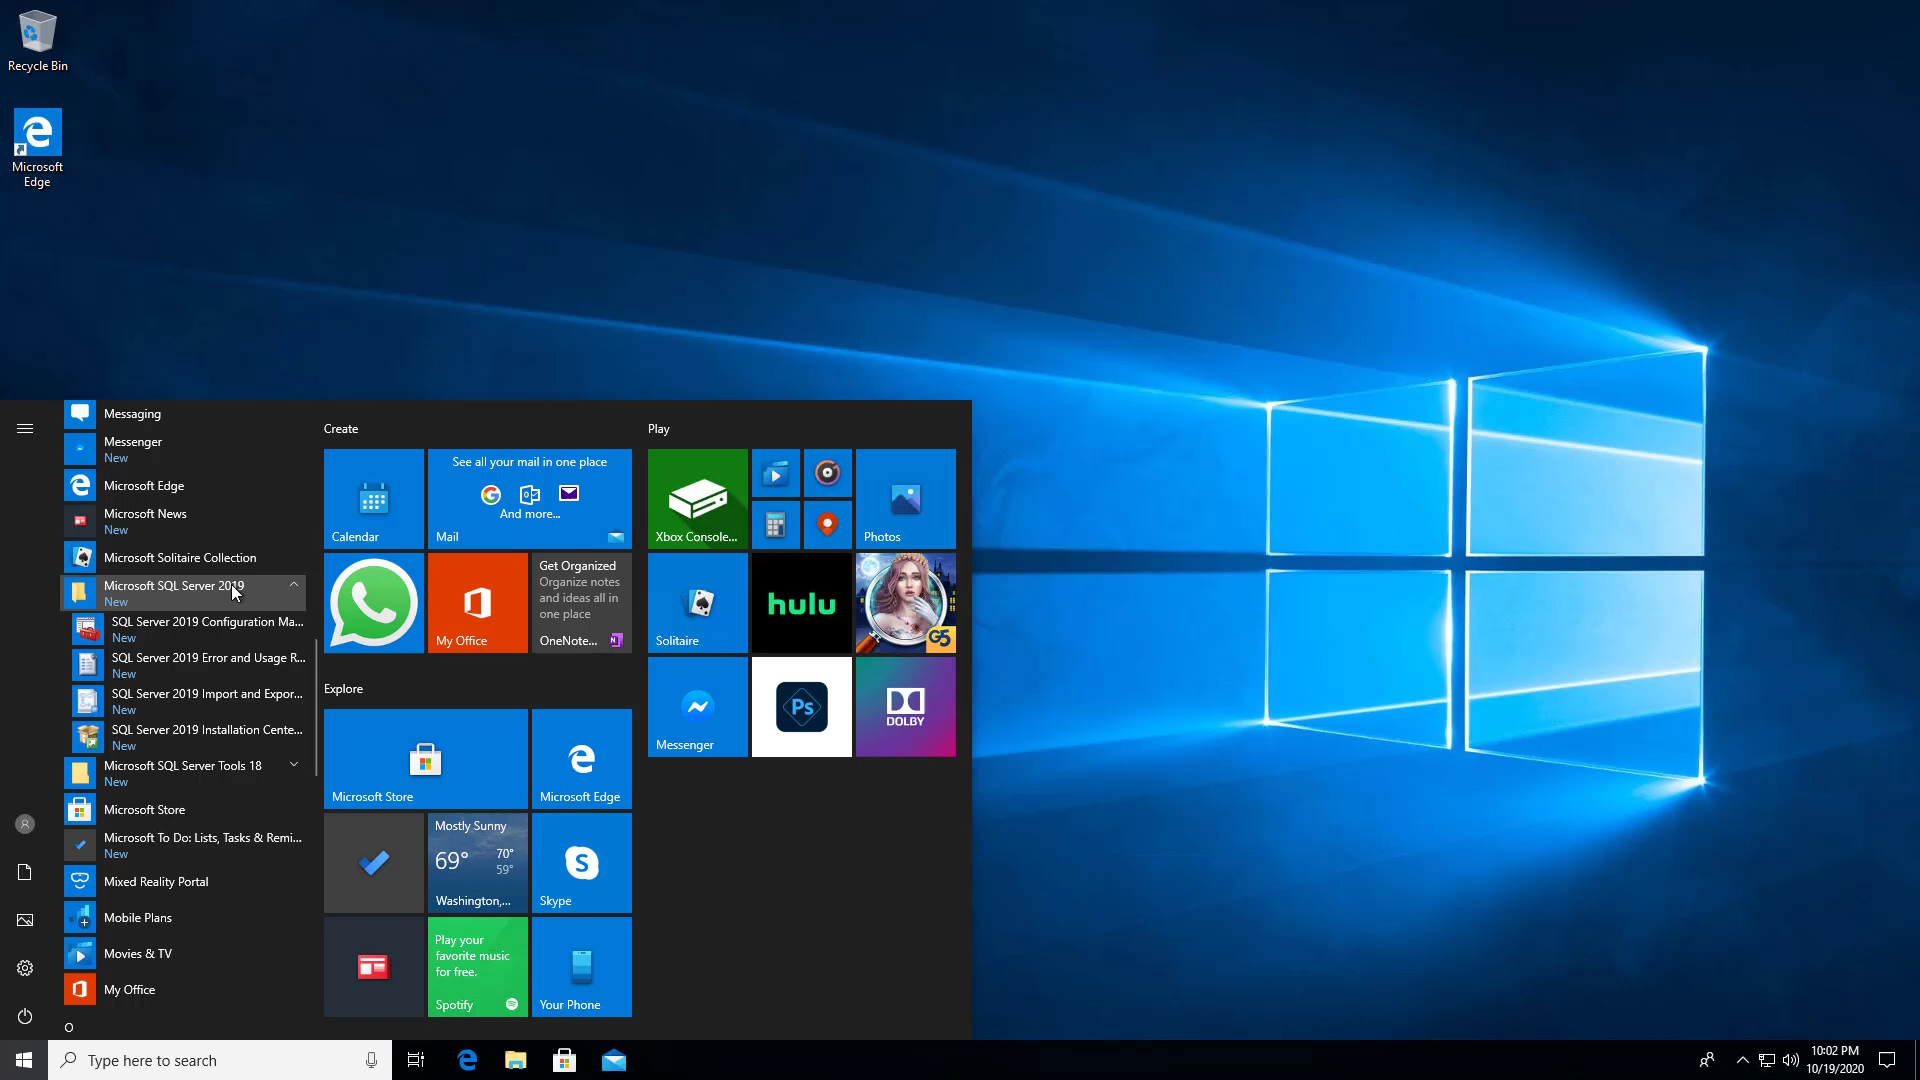 Recycle Bin
Microsoft
Edge
Messaging
Messenger
New
Microsoft Edge
Microsoft News
New
Microsoft Solitaire Collection
Microsoft SQL Server 2019
New
SQL Server 2019 Configuration Ma...
New
SQL Server 2019 Error and Usage R...
New
SQL Server 2019 Import and Expor...
New
SQL Server 2019 Installation Cente...
New
Microsoft SQL Server Tools 18
New
Microsoft Store
Microsoft To Do: Lists, Tasks & Remi...
New
Mixed Reality Portal
Mobile Plans
Movies & TV
My Office
O
Create
Calendar
See all your mail in one place
And more...
Mail
My Office
Get Organized
Organize notes
and ideas all in
one place
OneNote...
Explore
Microsoft Store
Microsoft Edge
Mostly Sunny
69°
70°
59°
Washington,...
Skype
Play your
favorite music
for free.
Spotify
Your Phone
Play
Xbox Console...
Photos
Solitaire
hulu
G5
Messenger
Ps
DOLBY
Type here to search
10:02 PM
10/19/2020